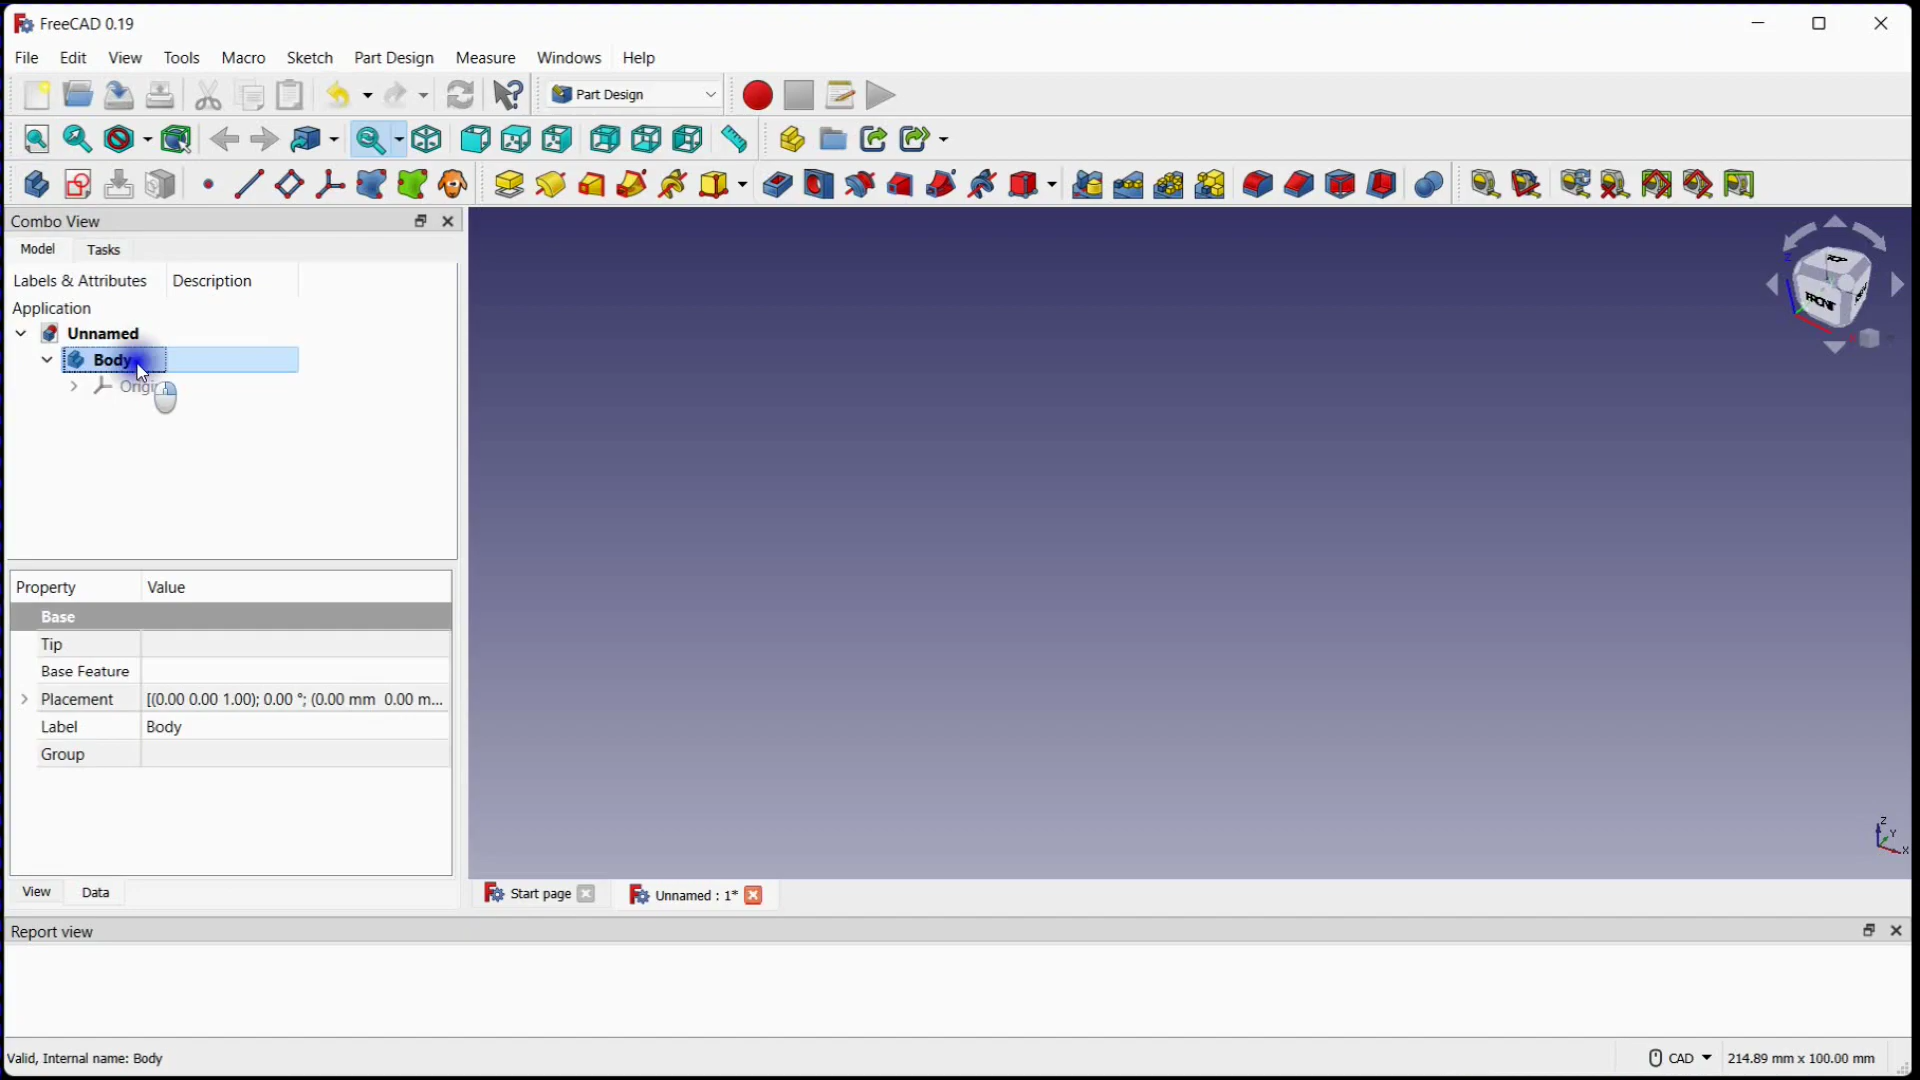 FreeCAD 0.19
File Edit View Tools Macro Sketch Part Design Measure Windows Help
Part Design
Combo View
Model Tasks
Labels & Attributes Description
Application
Unnamed
Body
Property Value
Base
Tip
Base Feature
Placement [(0.00 0.00 1.00); 0.00 °; (0.00 mm 0.00 m...
Label Body
Group
View Data
TOP
FRONT
Z
Z
Y
X
Start page Unnamed : 1*
Report view
Valid, Internal name: Body
CAD 214.89 mm x 100.00 mm